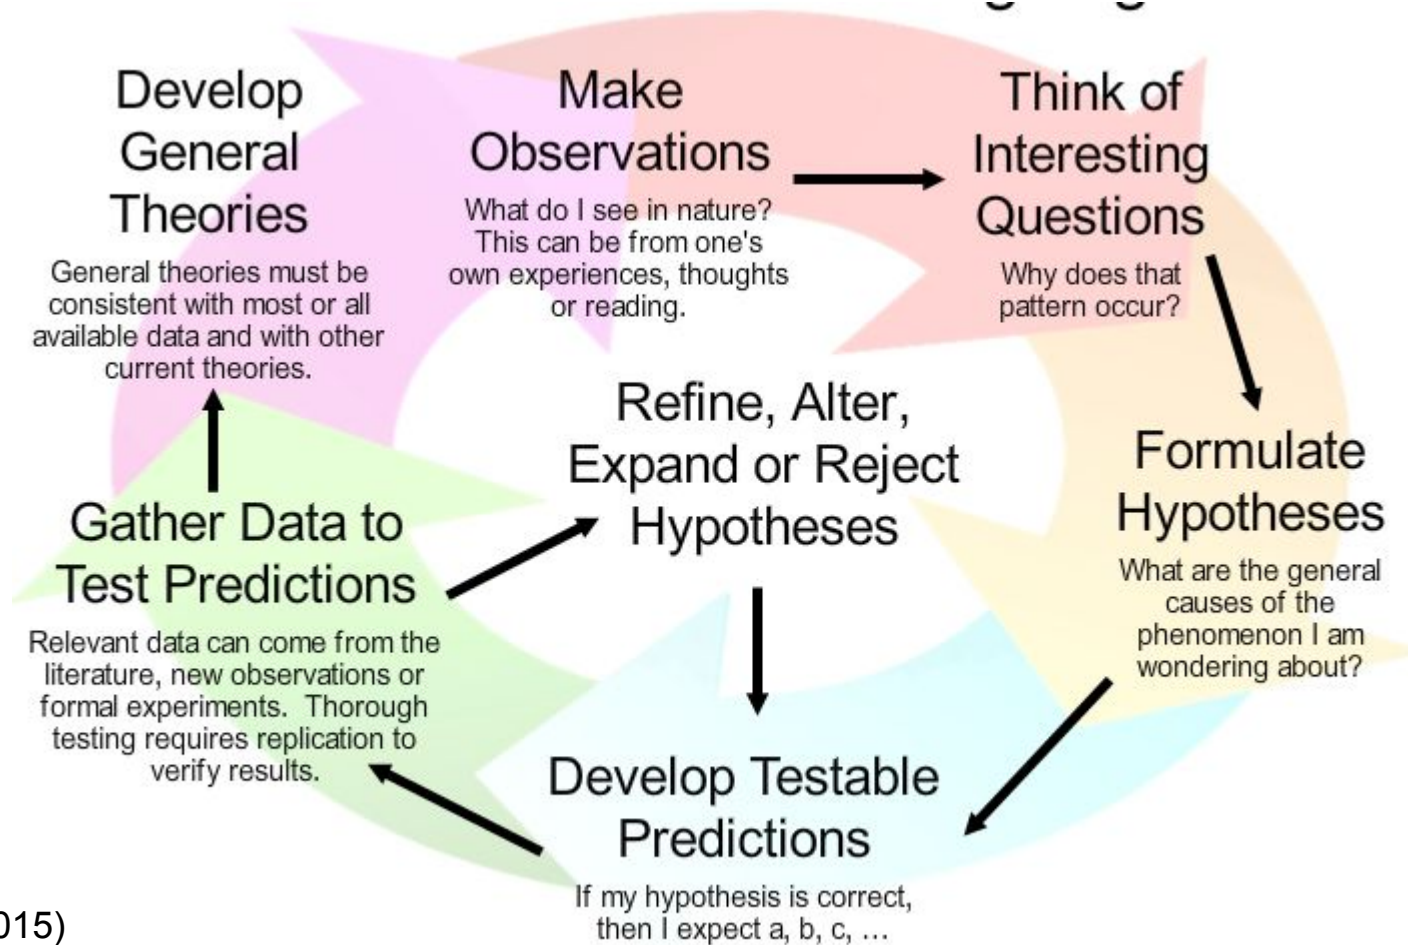 Develop
General
Theories
General theories must be
consistent with most or all
available data and with other
current theories.
Make
Observations
What do I see in nature?
This can be from one's
own experiences, thoughts
or reading.
Think of
Interesting
Questions
Why does that
pattern occur?
Refine, Alter,
Expand or Reject
Hypotheses
Formulate
Hypotheses
What are the general
causes of the
phenomenon I am
wondering about?
Gather Data to
Test Predictions
Relevant data can come from the
literature, new observations or
formal experiments. Thorough
testing requires replication to
verify results.
Develop Testable
Predictions
If my hypothesis is correct,
then I expect a, b, c, ...
015)